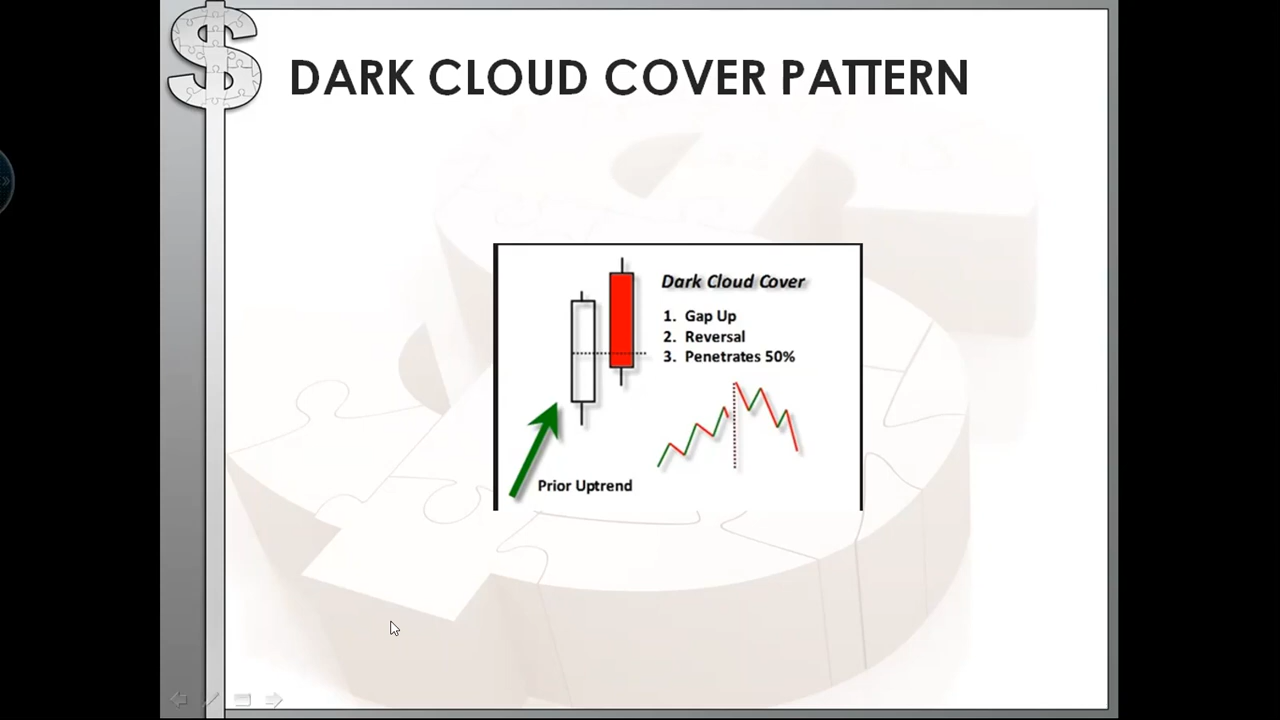 DARK CLOUD COVER PATTERN
Dark Cloud Cover
1. Gap Up
2. Reversal
3. Penetrates 50%
Prior Uptrend